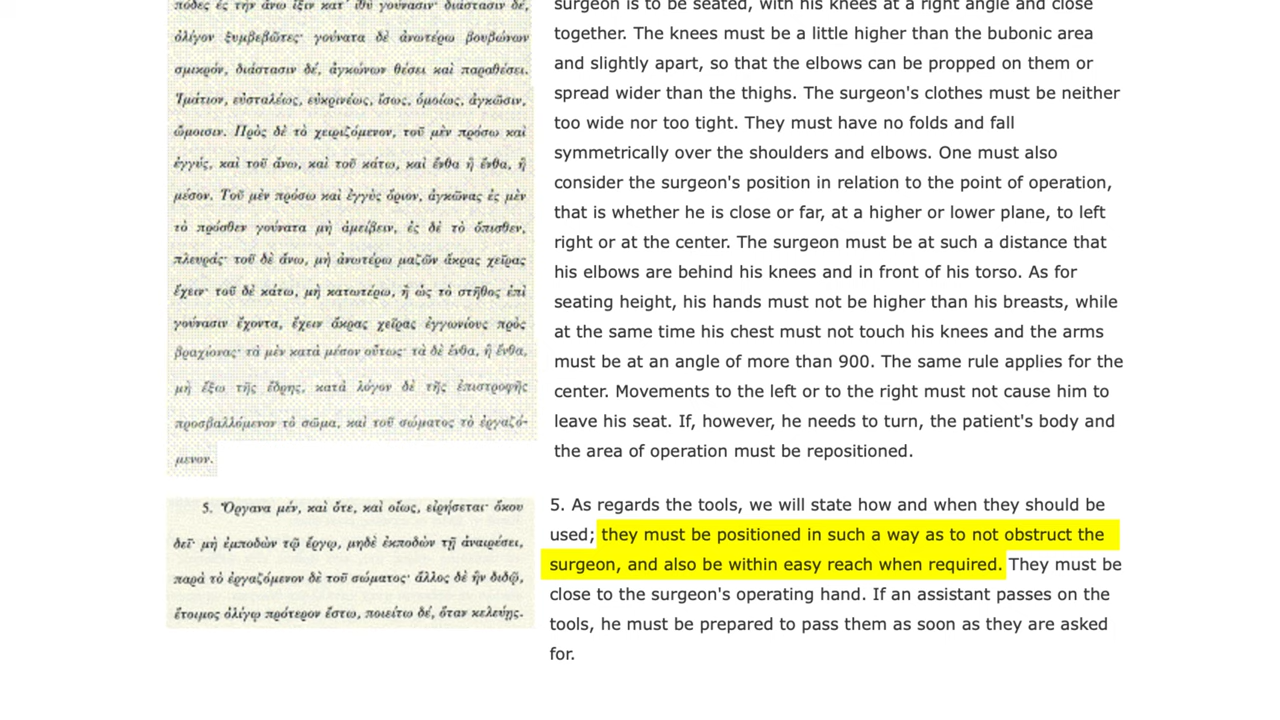 πόδες ἐς τὴν ἄνω ἴξιν κατ᾽ ἰθὺ γούνασιν· διάστασιν δὲ,
ὀλίγον ξυμβεβῶτες· γούνατα δὲ ἀνωτέρω βουβώνων
σμικρόν, διάστασιν δέ, ἀγκώνων θέσει καὶ παραθέσει.
Ἱμάτιον, εὐσταλέως, εὐκρινέως, ἴσως, ὁμοίως, ἀγκῶσιν,
ὤμοισιν. Πρὸς δὲ τὸ χειριζόμενον, τοῦ μὲν πρόσω καὶ
ἐγγύς, καὶ τοῦ ἄνω, καὶ τοῦ κάτω, καὶ ἔνθα ἢ ἔνθα, ἢ
μέσον. Τοῦ μὲν πρόσω καὶ ἐγγὺς ὅριον, ἀγκῶνας ἐς μὲν
τὸ πρόσθεν γούνατα μὴ ἀμείβειν, ἐς δὲ τὸ ὄπισθεν,
πλευράς· τοῦ δὲ ἄνω, μὴ ἀνωτέρω μαζῶν ἄκρας χεῖρας
ἔχειν· τοῦ δὲ κάτω, μὴ κατωτέρω, ἢ ὡς τὸ στῆθος ἐπὶ
γούνασιν ἔχοντα, ἔχειν ἄκρας χεῖρας ἐγγωνίους πρὸς
βραχίονας· τὰ μὲν κατὰ μέσον οὕτως· τὰ δὲ ἔνθα, ἢ ἔνθα,
μὴ ἔξω τῆς ἕδρης, κατὰ λόγον δὲ τῆς ἐπιστροφῆς
προσβαλλόμενον τὸ σῶμα, καὶ τοῦ σώματος τὸ ἐργαζό-
μενον.
surgeon is to be seated, with his knees at a right angle and close
together. The knees must be a little higher than the bubonic area
and slightly apart, so that the elbows can be propped on them or
spread wider than the thighs. The surgeon's clothes must be neither
too wide nor too tight. They must have no folds and fall
symmetrically over the shoulders and elbows. One must also
consider the surgeon's position in relation to the point of operation,
that is whether he is close or far, at a higher or lower plane, to left
right or at the center. The surgeon must be at such a distance that
his elbows are behind his knees and in front of his torso. As for
seating height, his hands must not be higher than his breasts, while
at the same time his chest must not touch his knees and the arms
must be at an angle of more than 900. The same rule applies for the
center. Movements to the left or to the right must not cause him to
leave his seat. If, however, he needs to turn, the patient's body and
the area of operation must be repositioned.
5. Ὄργανα μέν, καὶ ὅτε, καὶ οἵως, εἰρήσεται· ὅκου
δεῖ· μὴ ἐμποδὼν τῷ ἔργῳ, μηδὲ ἐκποδὼν τῇ ἀναιρέσει,
παρὰ τὸ ἐργαζόμενον δὲ τοῦ σώματος· ἄλλος δὲ ἢν διδῷ,
ἕτοιμος ὀλίγῳ πρότερον ἔστω, ποιείτω δέ, ὅταν κελεύῃς.
5. As regards the tools, we will state how and when they should be
used; they must be positioned in such a way as to not obstruct the
surgeon, and also be within easy reach when required. They must be
close to the surgeon's operating hand. If an assistant passes on the
tools, he must be prepared to pass them as soon as they are asked
for.